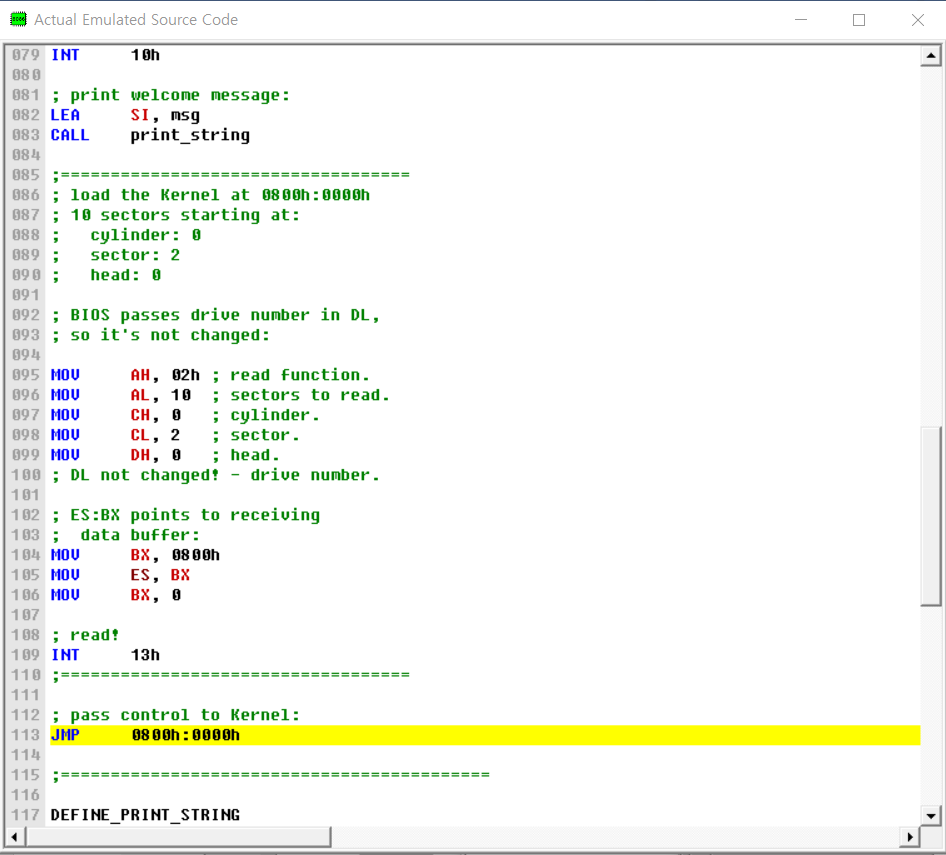 Actual Emulated Source Code
079 INT     10h
080
081 ; print welcome message:
082 LEA     SI, msg
083 CALL    print_string
084
085 ;===================================
086 ; load the Kernel at 0800h:0000h
087 ; 10 sectors starting at:
088 ;   cylinder: 0
089 ;   sector: 2
090 ;   head: 0
091
092 ; BIOS passes drive number in DL,
093 ; so it's not changed:
094
095 MOV     AH, 02h ; read function.
096 MOV     AL, 10  ; sectors to read.
097 MOV     CH, 0   ; cylinder.
098 MOV     CL, 2   ; sector.
099 MOV     DH, 0   ; head.
100 ; DL not changed! - drive number.
101
102 ; ES:BX points to receiving
103 ;  data buffer:
104 MOV     BX, 0800h
105 MOV     ES, BX
106 MOV     BX, 0
107
108 ; read!
109 INT     13h
110 ;===================================
111
112 ; pass control to Kernel:
113 JMP     0800h:0000h
114
115 ;===========================================
116
117 DEFINE_PRINT_STRING